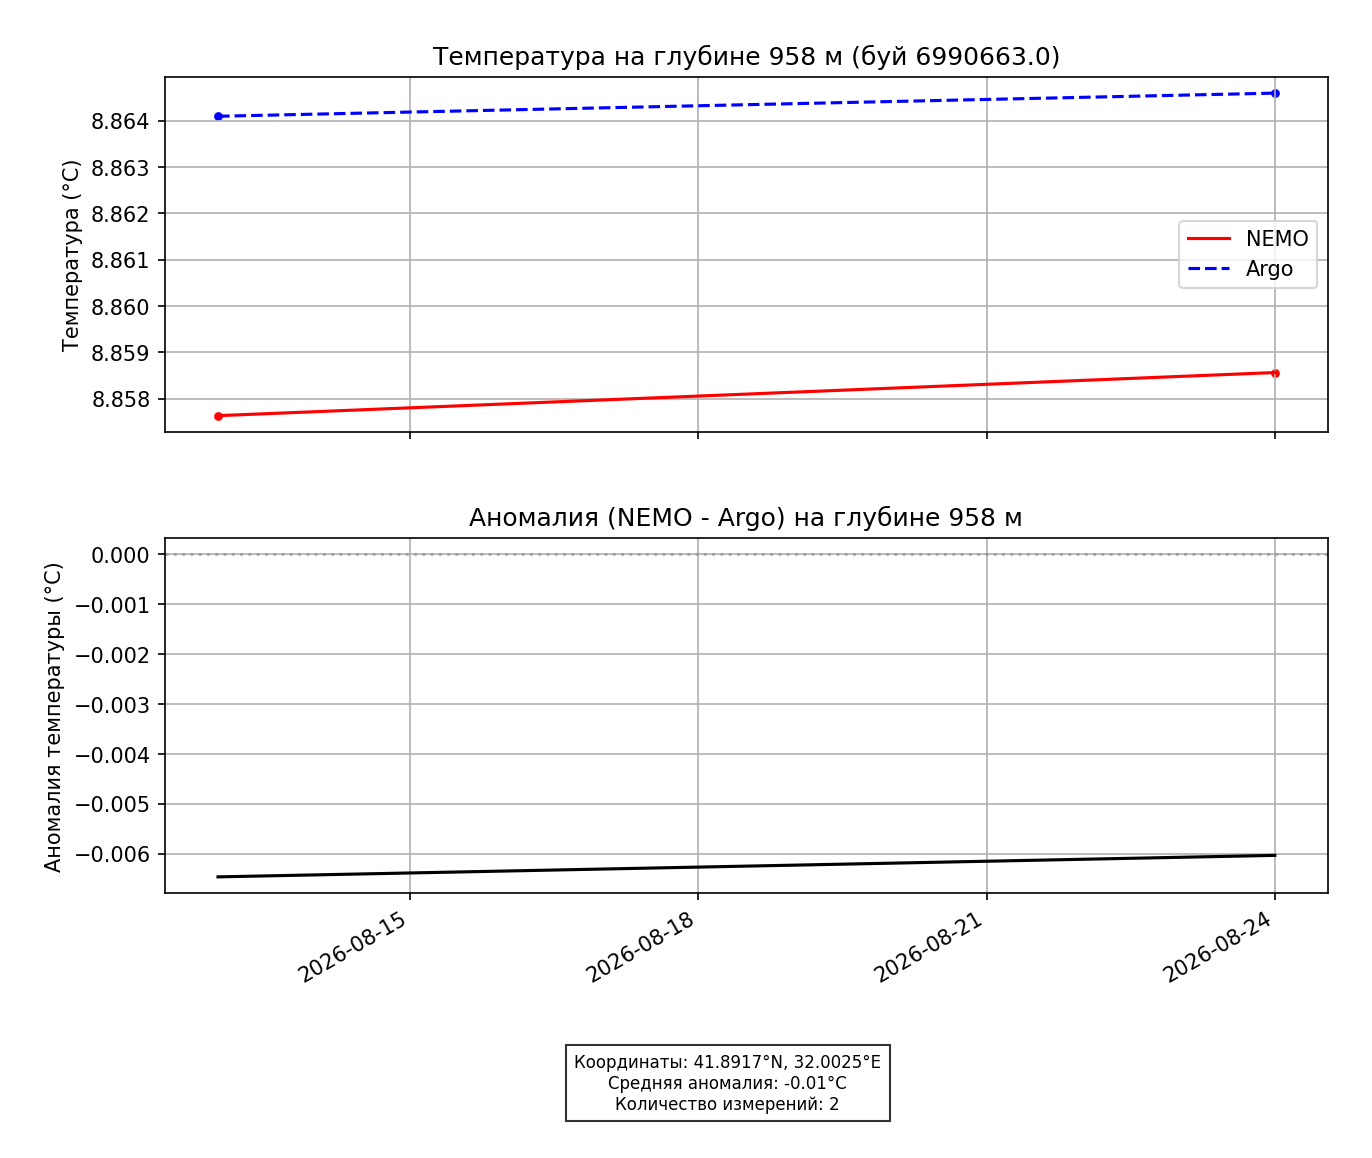 Температура на глубине 958 м (буй 6990663.0)
Температура (°C)
8.864
8.863
8.862
8.861
8.860
8.859
8.858
NEMO
Argo
Аномалия (NEMO - Argo) на глубине 958 м
Аномалия температуры (°C)
0.000
−0.001
−0.002
−0.003
−0.004
−0.005
−0.006
2026-08-15
2026-08-18
2026-08-21
2026-08-24
Координаты: 41.8917°N, 32.0025°E
Средняя аномалия: -0.01°C
Количество измерений: 2